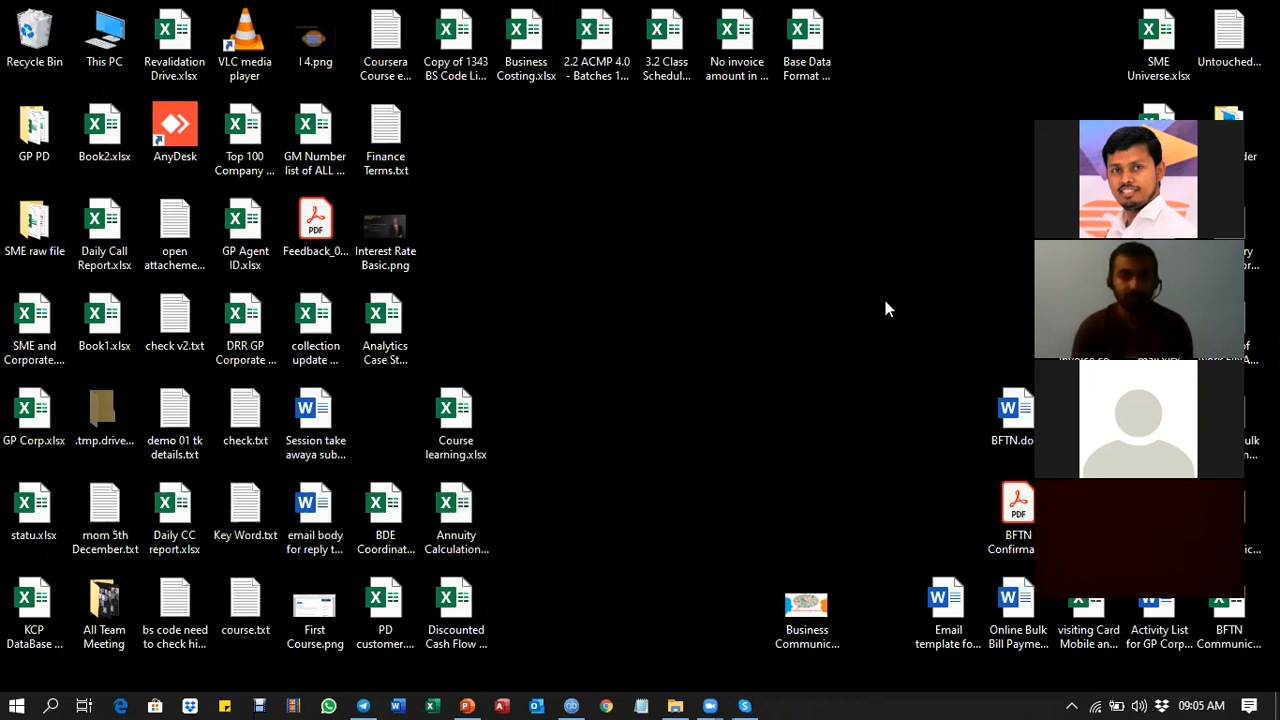 Recycle Bin
This PC
Revalidation
Drive.xlsx
VLC media
player
I 4.png
Coursera
Course e...
Copy of 1343
BS Code Li...
Business
Costing.xlsx
2.2 ACMP 4.0
- Batches 1...
3.2 Class
Schedul...
No invoice
amount in ...
Base Data
Format ...
SME
Universe.xlsx
Untouched...
GP PD
Book2.xlsx
AnyDesk
Top 100
Company ...
GM Number
list of ALL ...
Finance
Terms.txt
SME raw file
Daily Call
Report.xlsx
open
attacheme...
GP Agent
ID.xlsx
PDF
Feedback_0...
Interest Rate
Basic.png
SME and
Corporate....
Book1.xlsx
check v2.txt
DRR GP
Corporate ...
collection
update ...
Analytics
Case St...
GP Corp.xlsx
.tmp.drive...
demo 01 tk
details.txt
check.txt
Session take
awaya sub...
Course
learning.xlsx
BFTN.do
statu.xlsx
mom 5th
December.txt
Daily CC
report.xlsx
Key Word.txt
email body
for reply t...
BDE
Coordinat...
Annuity
Calculation...
PDF
BFTN
Confirma
KCP
DataBase ...
All Team
Meeting
bs code need
to check hi...
course.txt
First
Course.png
PD
customer....
Discounted
Cash Flow ...
Business
Communic...
Email
template fo...
Online Bulk
Bill Payme...
visiting Card
Mobile an...
Activity List
for GP Corp...
BFTN
Communic...
09:05 AM